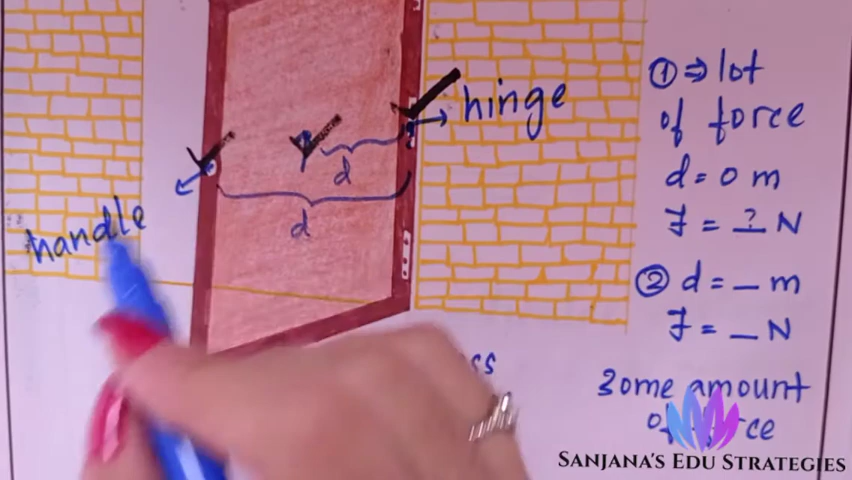 hinge
handle
d
d
① ⇒ lot
of force
d = 0 m
F = ? N
② d = _ m
F = _ N
Some amount
of force
SANJANA'S EDU STRATEGIES